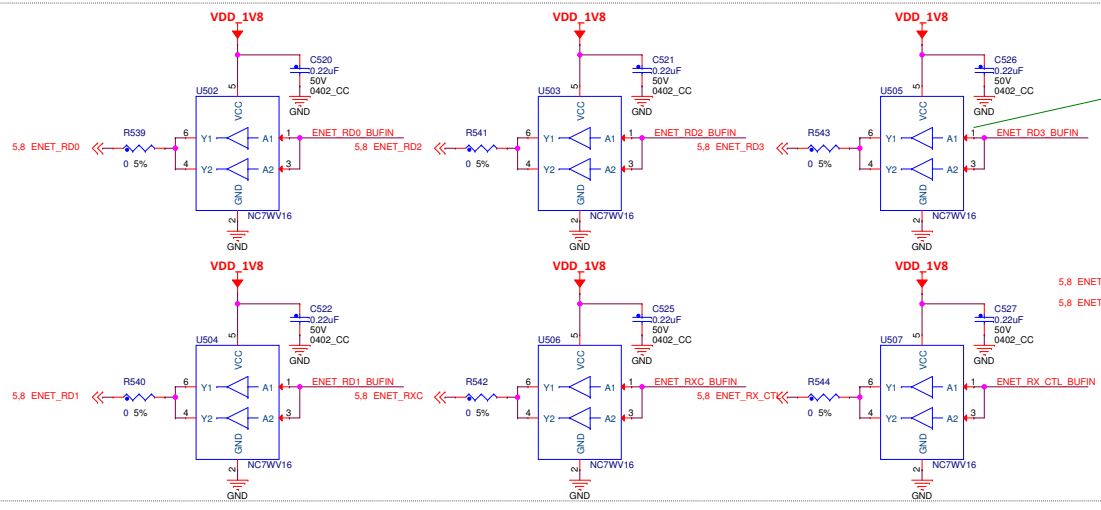 VDD_1V8
C520
0.22uF
50V
0402_CC
GND
U502
5
VCC
5,8 ENET_RD0
R539
0 5%
6
Y1
A1
1
ENET_RD0_BUFIN
4
Y2
A2
3
GND
NC7WV16
2
GND
VDD_1V8
C521
0.22uF
50V
0402_CC
GND
U503
5
VCC
5,8 ENET_RD2
R541
0 5%
6
Y1
A1
1
ENET_RD2_BUFIN
4
Y2
A2
3
GND
NC7WV16
2
GND
VDD_1V8
C526
0.22uF
50V
0402_CC
GND
U505
5
VCC
5,8 ENET_RD3
R543
0 5%
6
Y1
A1
1
ENET_RD3_BUFIN
4
Y2
A2
3
GND
NC7WV16
2
GND
VDD_1V8
C522
0.22uF
50V
0402_CC
GND
U504
5
VCC
5,8 ENET_RD1
R540
0 5%
6
Y1
A1
1
ENET_RD1_BUFIN
4
Y2
A2
3
GND
NC7WV16
2
GND
VDD_1V8
C525
0.22uF
50V
0402_CC
GND
U506
5
VCC
5,8 ENET_RXC
R542
0 5%
6
Y1
A1
1
ENET_RXC_BUFIN
4
Y2
A2
3
GND
NC7WV16
2
GND
VDD_1V8
C527
0.22uF
50V
0402_CC
GND
U507
5
VCC
5,8 ENET_RX_CTL
R544
0 5%
6
Y1
A1
1
ENET_RX_CTL_BUFIN
4
Y2
A2
3
GND
NC7WV16
2
GND
5,8 ENET
5,8 ENET